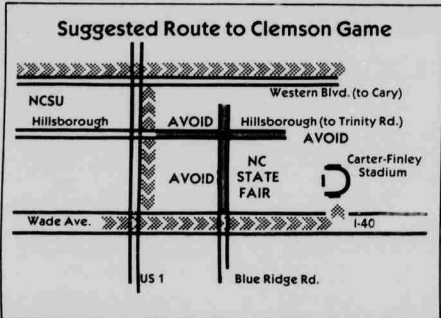 Suggested Route to Clemson Game
Western Blvd. (to Cary)
NCSU
Hillsborough
AVOID
Hillsborough (to Trinity Rd.)
AVOID
AVOID
NC
STATE
FAIR
Carter-Finley
Stadium
Wade Ave.
I-40
US 1
Blue Ridge Rd.